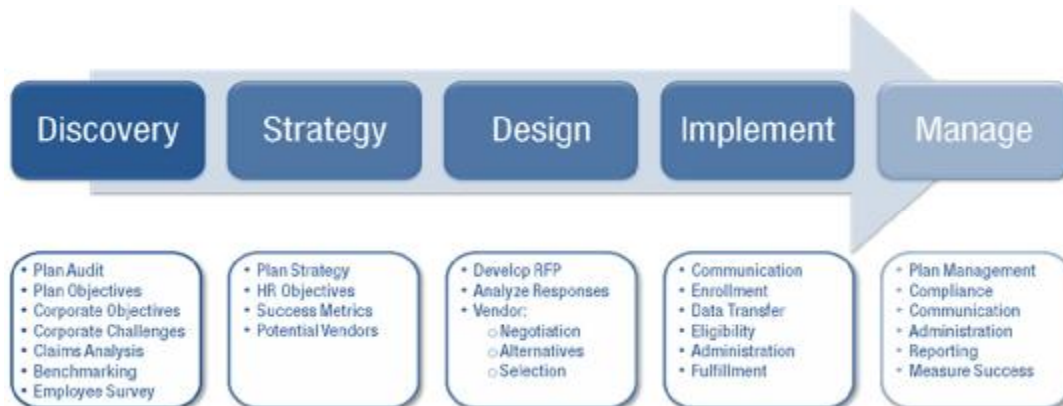 Discovery
Strategy
Design
Implement
Manage
• Plan Audit
• Plan Objectives
• Corporate Objectives
• Corporate Challenges
• Claims Analysis
• Benchmarking
• Employee Survey
• Plan Strategy
• HR Objectives
• Success Metrics
• Potential Vendors
• Develop RFP
• Analyze Responses
• Vendor:
○ Negotiation
○ Alternatives
○ Selection
• Communication
• Enrollment
• Data Transfer
• Eligibility
• Administration
• Fulfillment
• Plan Management
• Compliance
• Communication
• Administration
• Reporting
• Measure Success